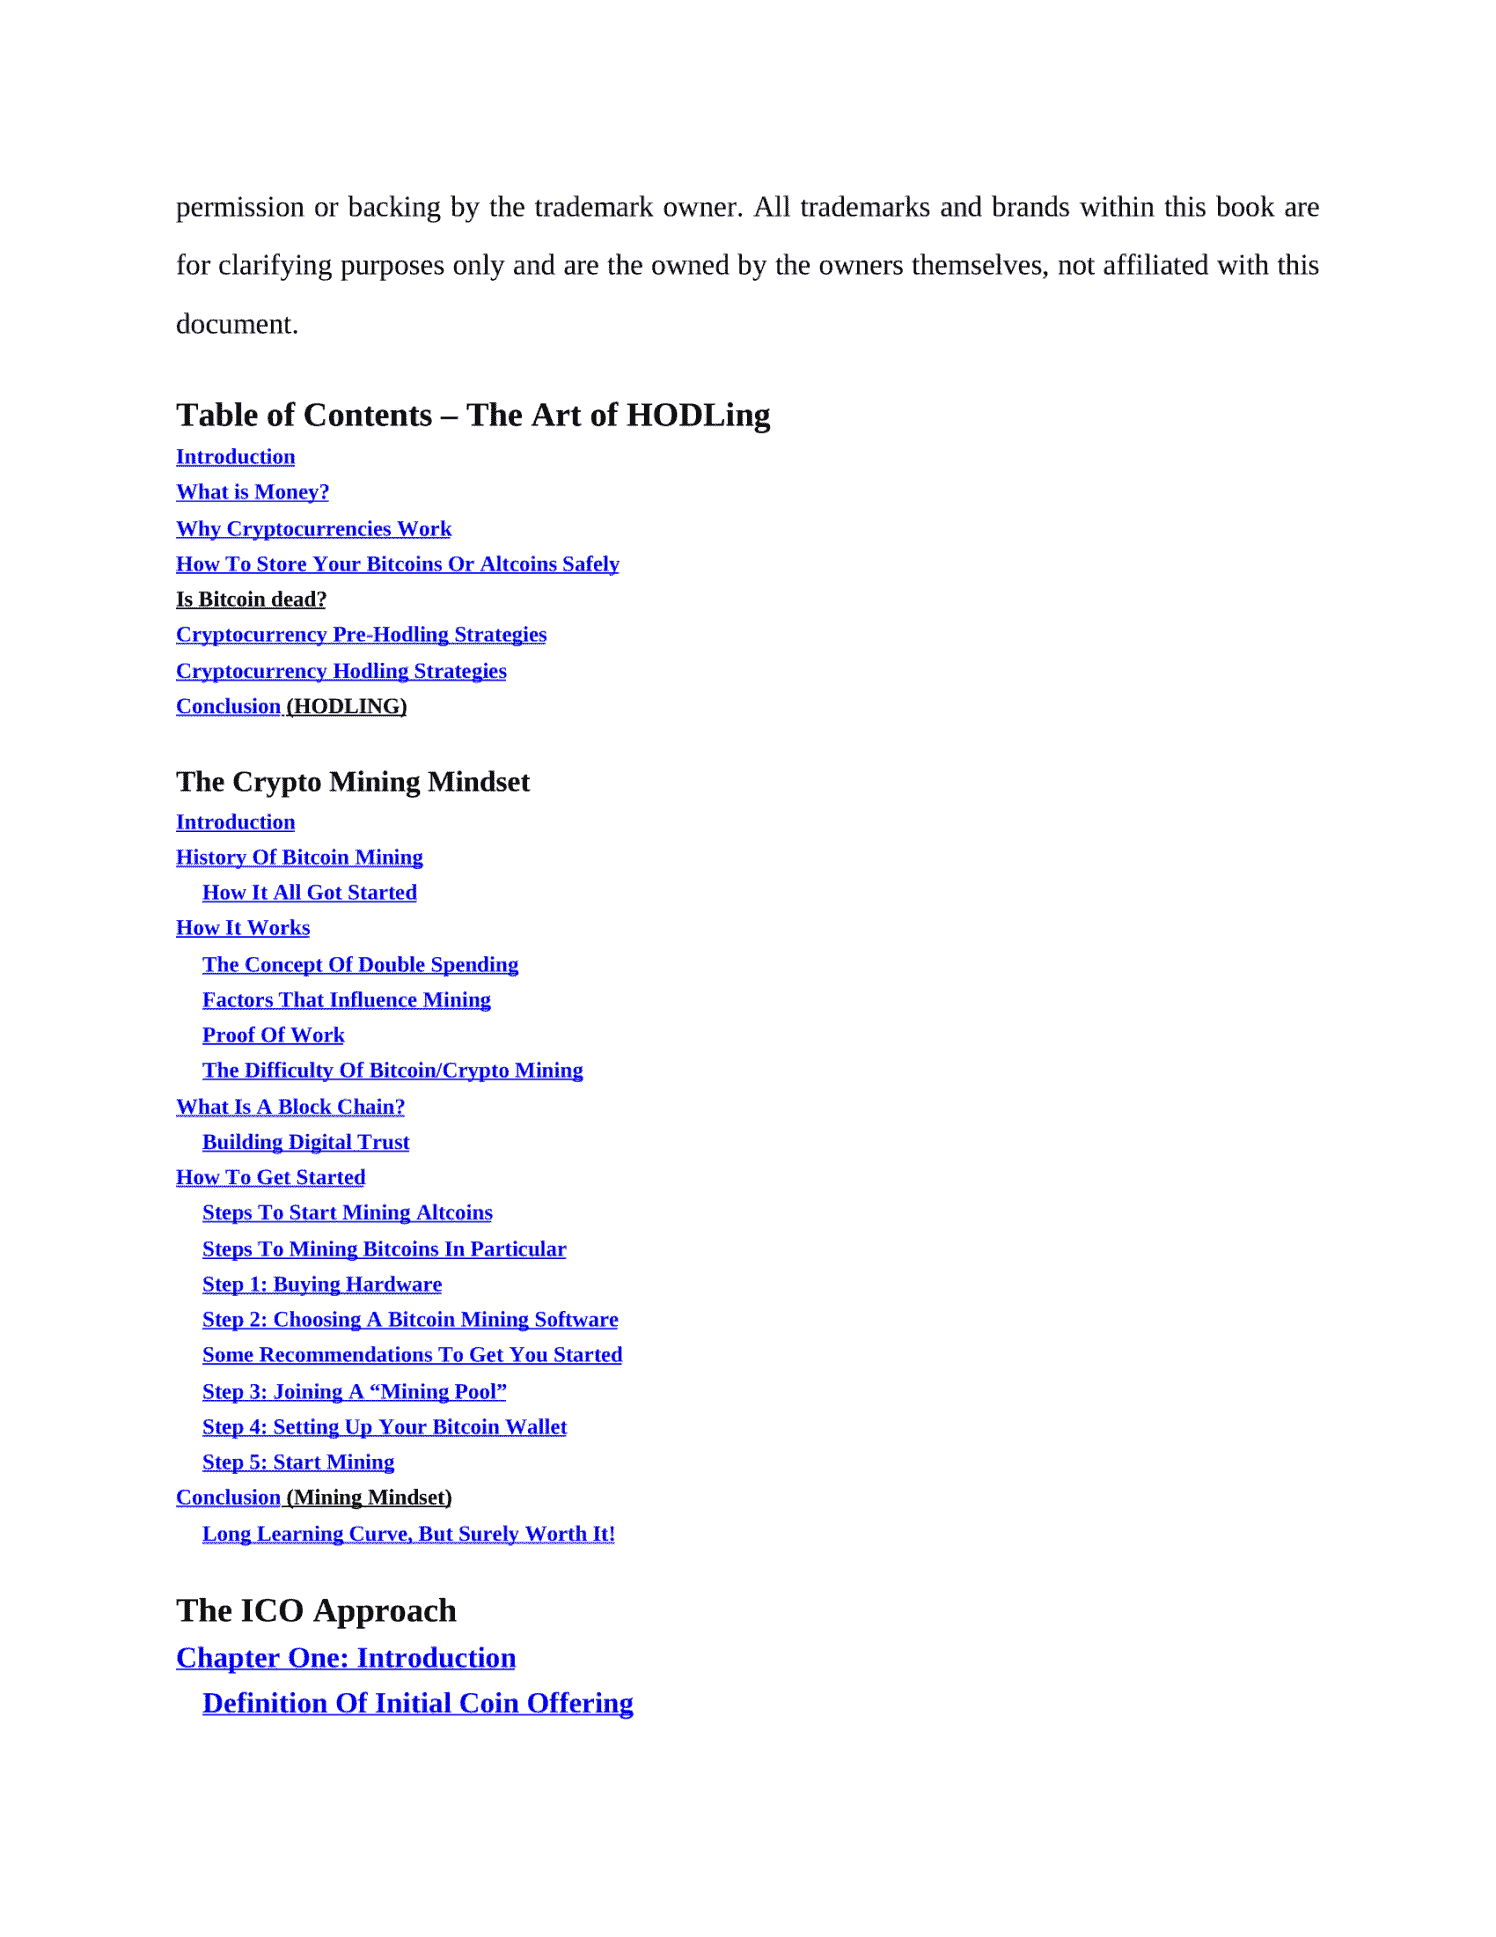 permission or backing by the trademark owner. All trademarks and brands within this book are
for clarifying purposes only and are the owned by the owners themselves, not affiliated with this
document.
Table of Contents – The Art of HODLing
Introduction
What is Money?
Why Cryptocurrencies Work
How To Store Your Bitcoins Or Altcoins Safely
Is Bitcoin dead?
Cryptocurrency Pre-Hodling Strategies
Cryptocurrency Hodling Strategies
Conclusion (HODLING)
The Crypto Mining Mindset
Introduction
History Of Bitcoin Mining
How It All Got Started
How It Works
The Concept Of Double Spending
Factors That Influence Mining
Proof Of Work
The Difficulty Of Bitcoin/Crypto Mining
What Is A Block Chain?
Building Digital Trust
How To Get Started
Steps To Start Mining Altcoins
Steps To Mining Bitcoins In Particular
Step 1: Buying Hardware
Step 2: Choosing A Bitcoin Mining Software
Some Recommendations To Get You Started
Step 3: Joining A “Mining Pool”
Step 4: Setting Up Your Bitcoin Wallet
Step 5: Start Mining
Conclusion (Mining Mindset)
Long Learning Curve, But Surely Worth It!
The ICO Approach
Chapter One: Introduction
Definition Of Initial Coin Offering